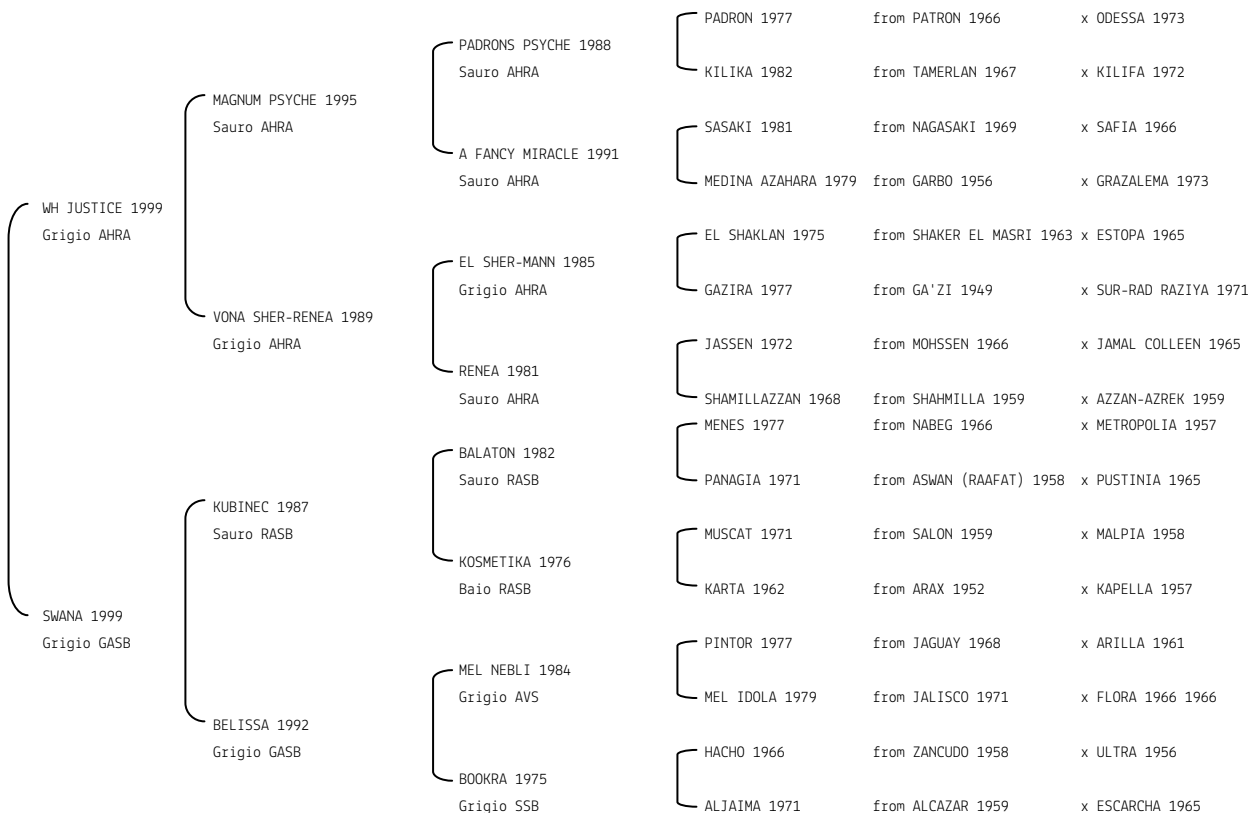 PADRON 1977 from PATRON 1966 x ODESSA 1973
PADRONS PSYCHE 1988
Sauro AHRA
KILIKA 1982 from TAMERLAN 1967 x KILIFA 1972
MAGNUM PSYCHE 1995
Sauro AHRA
SASAKI 1981 from NAGASAKI 1969 x SAFIA 1966
A FANCY MIRACLE 1991
Sauro AHRA
MEDINA AZAHARA 1979 from GARBO 1956 x GRAZALEMA 1973
WH JUSTICE 1999
Grigio AHRA
EL SHAKLAN 1975 from SHAKER EL MASRI 1963 x ESTOPA 1965
EL SHER-MANN 1985
Grigio AHRA
GAZIRA 1977 from GA'ZI 1949 x SUR-RAD RAZIYA 1971
VONA SHER-RENEA 1989
Grigio AHRA
JASSEN 1972 from MOHSSEN 1966 x JAMAL COLLEEN 1965
RENEA 1981
Sauro AHRA
SHAMILLAZZAN 1968 from SHAHMILLA 1959 x AZZAN-AZREK 1959
MENES 1977 from NABEG 1966 x METROPOLIA 1957
BALATON 1982
Sauro RASB
PANAGIA 1971 from ASWAN (RAAFAT) 1958 x PUSTINIA 1965
KUBINEC 1987
Sauro RASB
MUSCAT 1971 from SALON 1959 x MALPIA 1958
KOSMETIKA 1976
Baio RASB
KARTA 1962 from ARAX 1952 x KAPELLA 1957
SWANA 1999
Grigio GASB
PINTOR 1977 from JAGUAY 1968 x ARILLA 1961
MEL NEBLI 1984
Grigio AVS
MEL IDOLA 1979 from JALISCO 1971 x FLORA 1966 1966
BELISSA 1992
Grigio GASB
HACHO 1966 from ZANCUDO 1958 x ULTRA 1956
BOOKRA 1975
Grigio SSB
ALJAIMA 1971 from ALCAZAR 1959 x ESCARCHA 1965